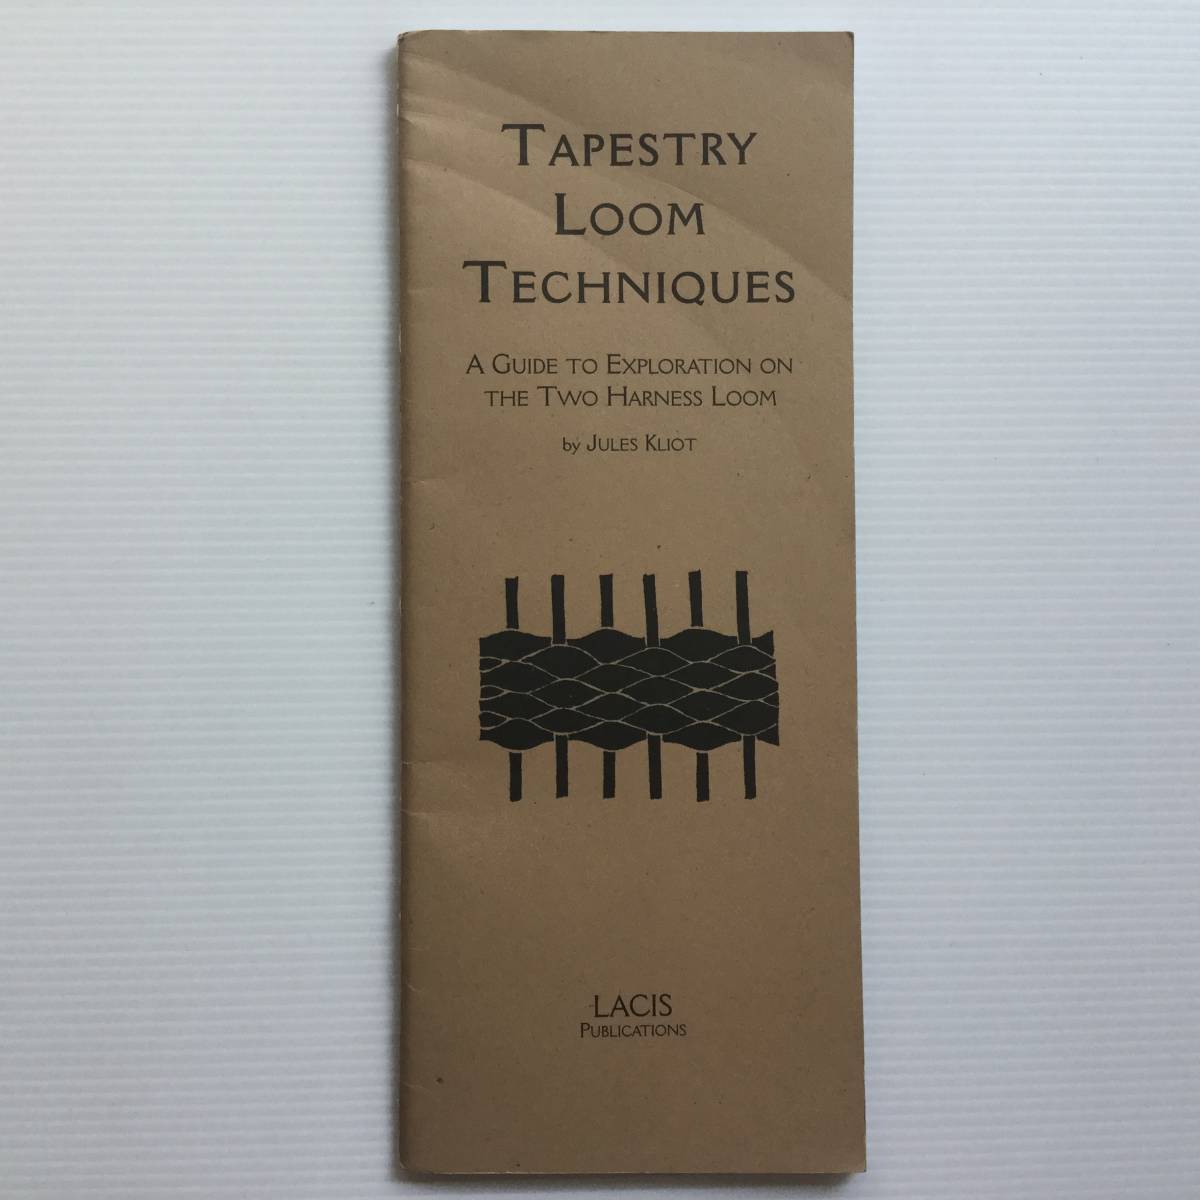 TAPESTRY
LOOM
TECHNIQUES
A GUIDE TO EXPLORATION ON
THE TWO HARNESS LOOM
by JULES KLIOT
LACIS
PUBLICATIONS